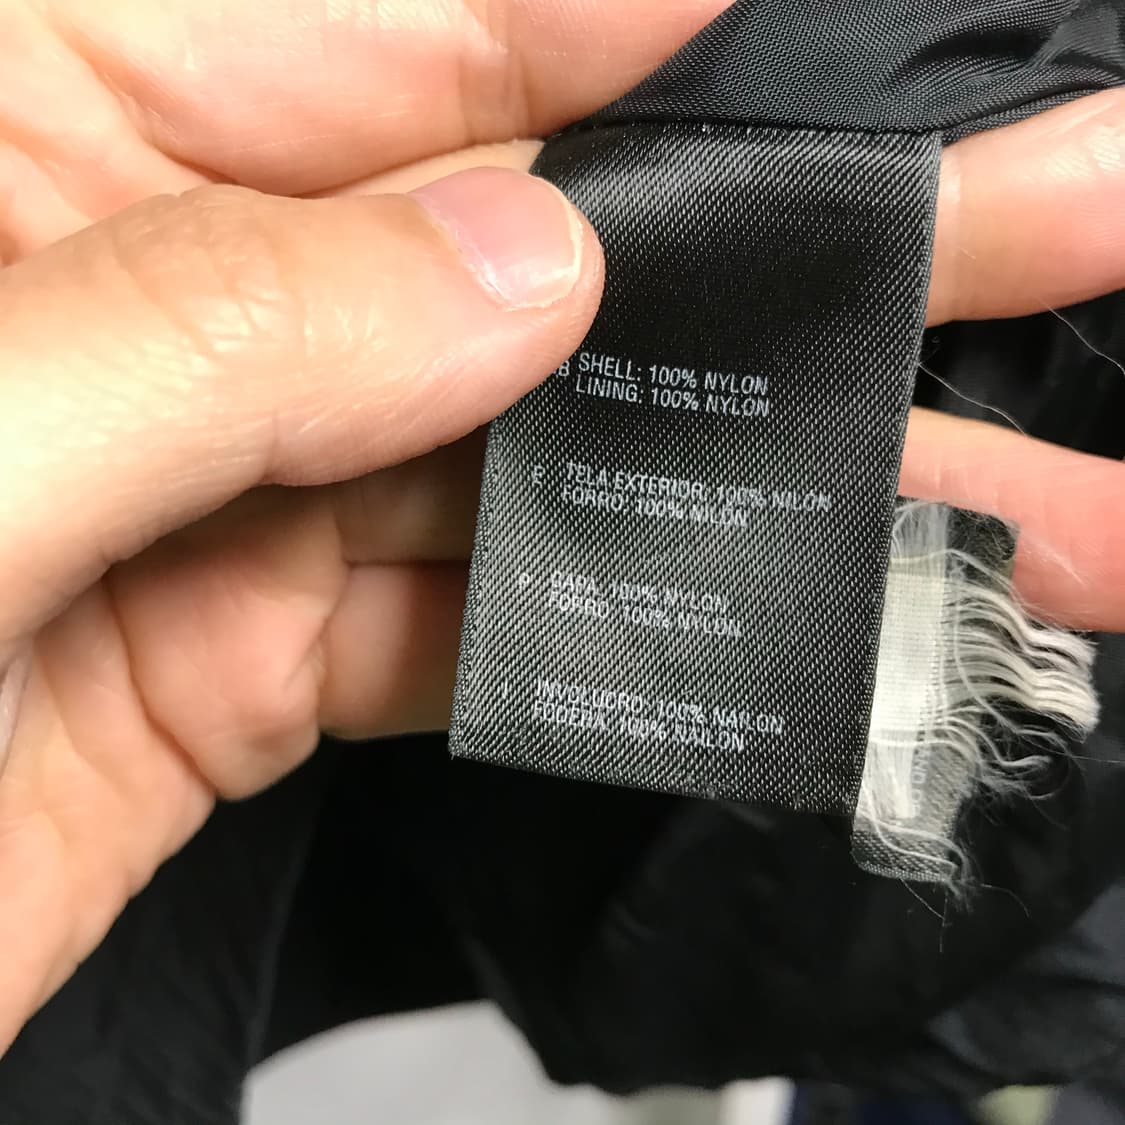 B SHELL: 100% NYLON
LINING: 100% NYLON
E TELA EXTERIOR: 100% NILON
FORRO: 100% NILON
P CAPA: 100% NYLON
FORRO: 100% NYLON
I INVOLUCRO: 100% NAILON
FODERA: 100% NAILON